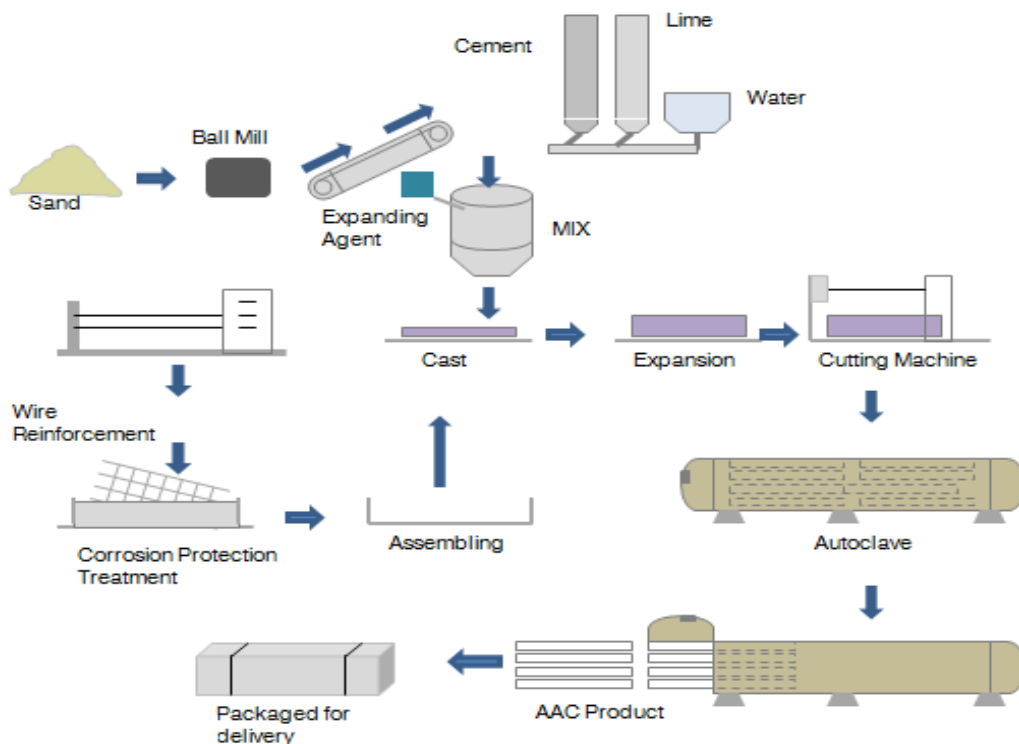 Lime
Cement
Water
Ball Mill
Sand
Expanding
Agent
MIX
Cast
Expansion
Cutting Machine
Wire
Reinforcement
Corrosion Protection
Treatment
Assembling
Autoclave
AAC Product
Packaged for
delivery